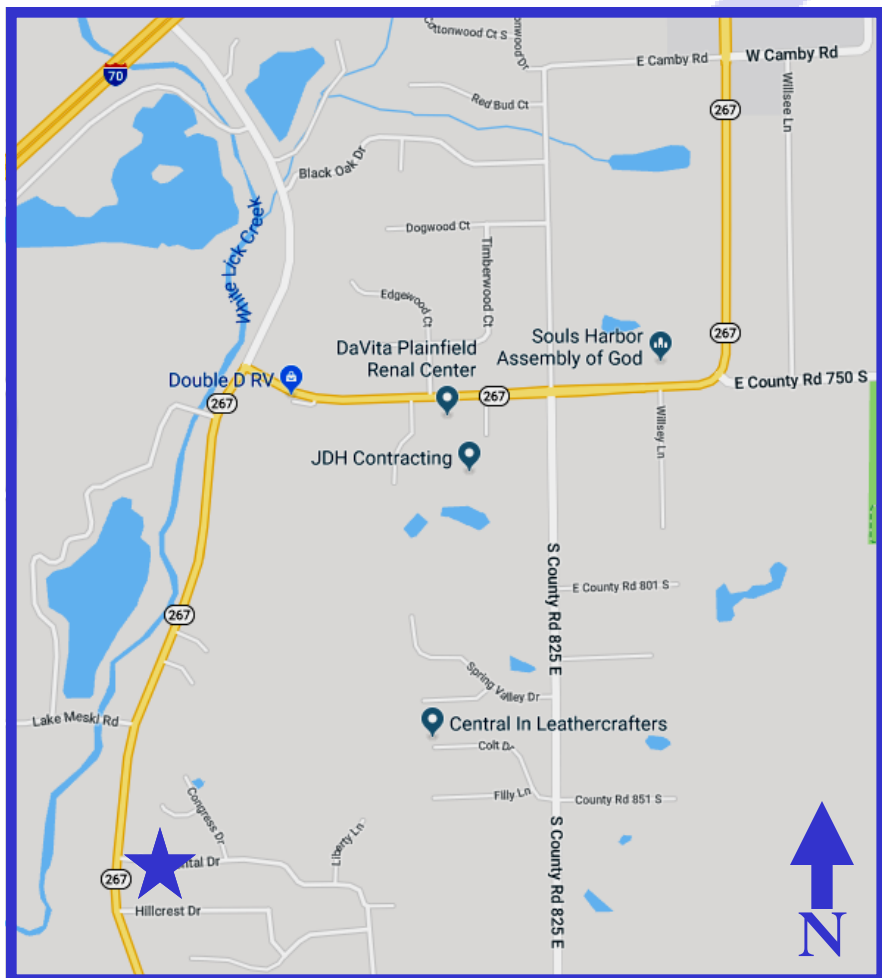 Cottonwood Ct S
onwood Dr
E Camby Rd
W Camby Rd
70
Red Bud Ct
267
Willsee Ln
Black Oak Dr
White Lick Creek
Dogwood Ct
Timberwood Ct
Edgewood Ct
DaVita Plainfield
Renal Center
Souls Harbor
Assembly of God
267
Double D RV
267
267
E County Rd 750 S
Willsey Ln
JDH Contracting
S County Rd 825 E
E County Rd 801 S
267
Spring Valley Dr
Lake Meski Rd
Central In Leathercrafters
Colt Dr
Filly Ln
County Rd 851 S
Congress Dr
Liberty Ln
S County Rd 825 E
ntal Dr
267
Hillcrest Dr
N